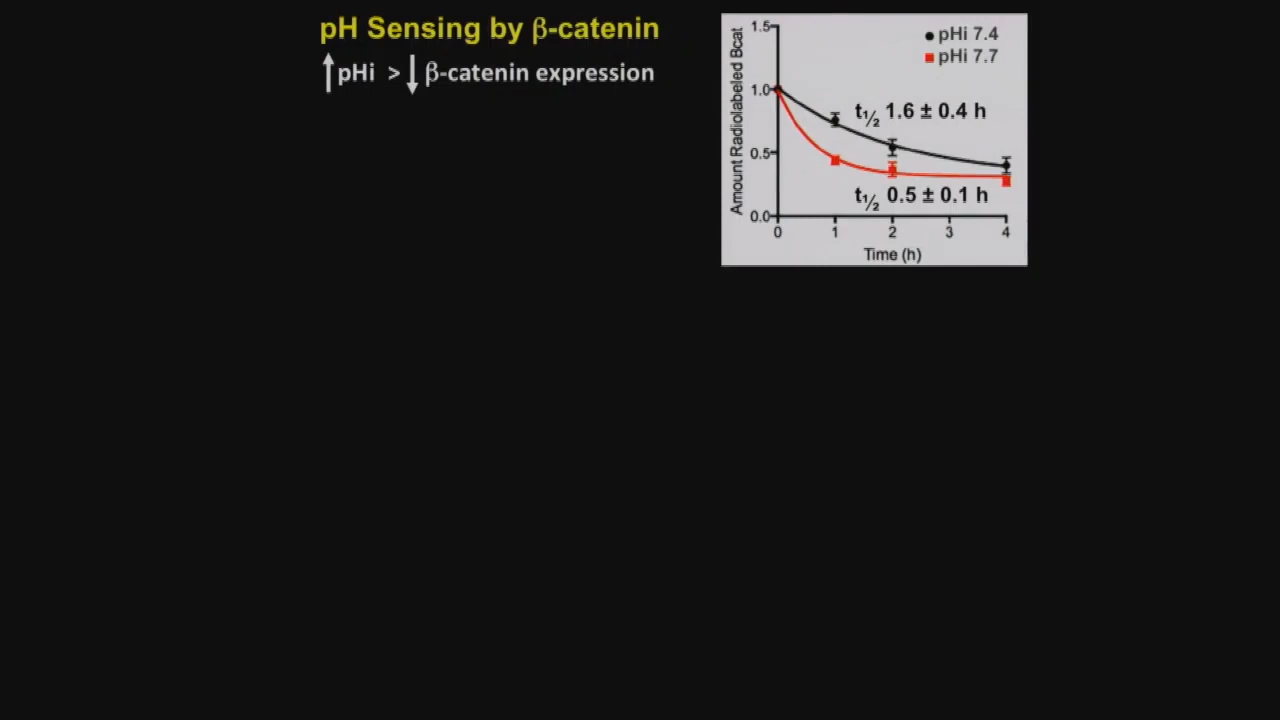 pH Sensing by β-catenin
↑pHi > ↓ β-catenin expression
1.5
1.0
0.5
0.0
Amount Radiolabeled Bcat
pHi 7.4
pHi 7.7
t½ 1.6 ± 0.4 h
t½ 0.5 ± 0.1 h
0 1 2 3 4
Time (h)